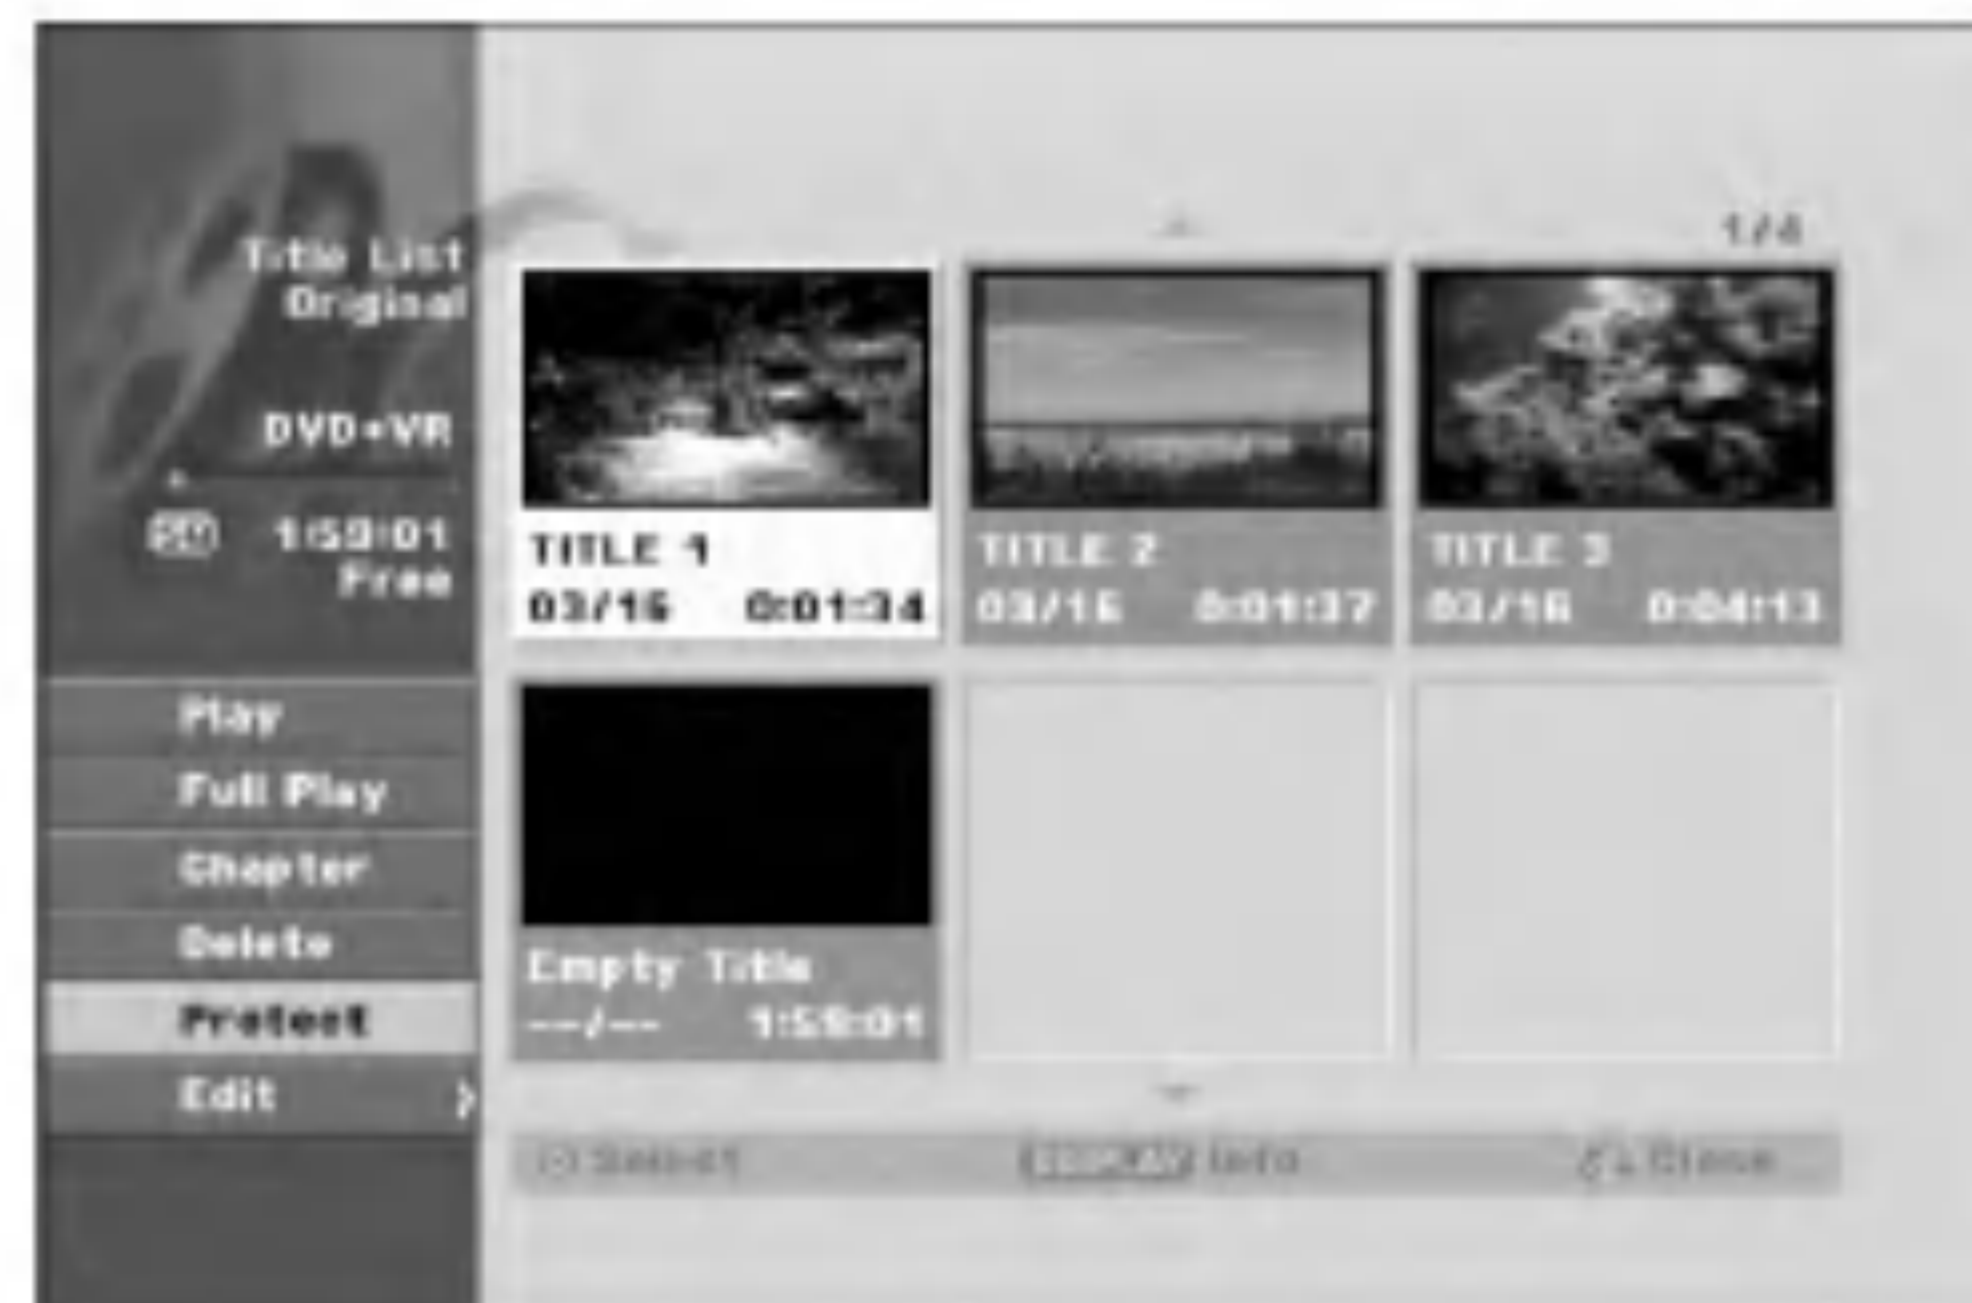 Title List
Original
DVD+VR
1:59:01
Free
Play
Full Play
Chapter
Delete
Protect
Edit
1/4
TITLE 1
03/16 0:01:34
TITLE 2
03/16 0:01:37
TITLE 3
03/16 0:04:13
Empty Title
--/-- 1:59:01
Select
DISPLAY Info
Close